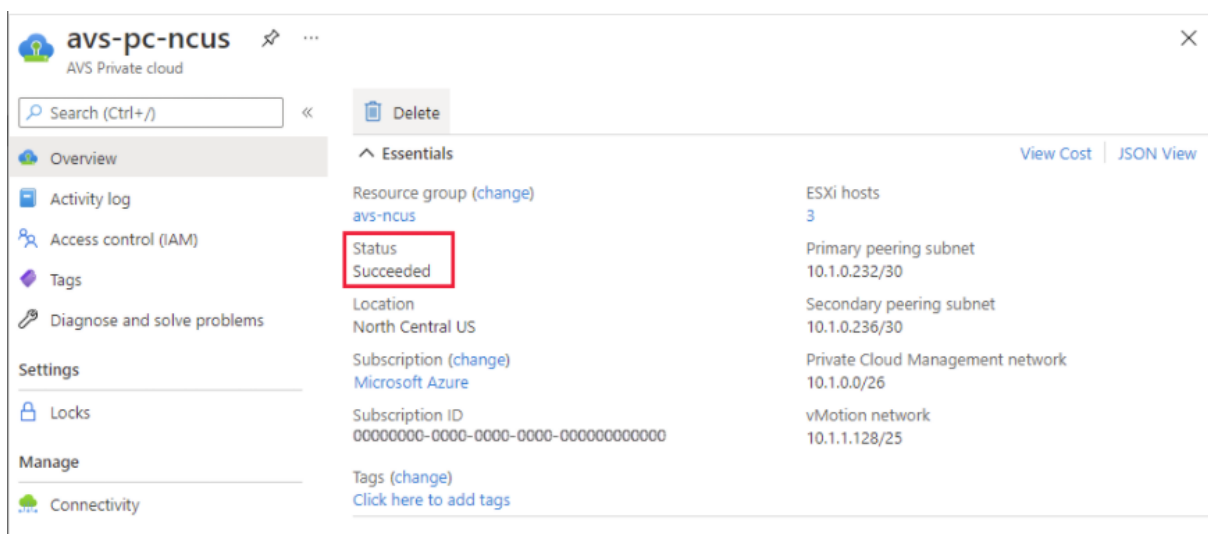 avs-pc-ncus ...
AVS Private cloud
Search (Ctrl+/) «
Overview
Activity log
Access control (IAM)
Tags
Diagnose and solve problems
Settings
Locks
Manage
Connectivity
Delete
Essentials
View Cost JSON View
Resource group (change)
avs-ncus
Status
Succeeded
Location
North Central US
Subscription (change)
Microsoft Azure
Subscription ID
00000000-0000-0000-0000-000000000000
Tags (change)
Click here to add tags
ESXi hosts
3
Primary peering subnet
10.1.0.232/30
Secondary peering subnet
10.1.0.236/30
Private Cloud Management network
10.1.0.0/26
vMotion network
10.1.1.128/25